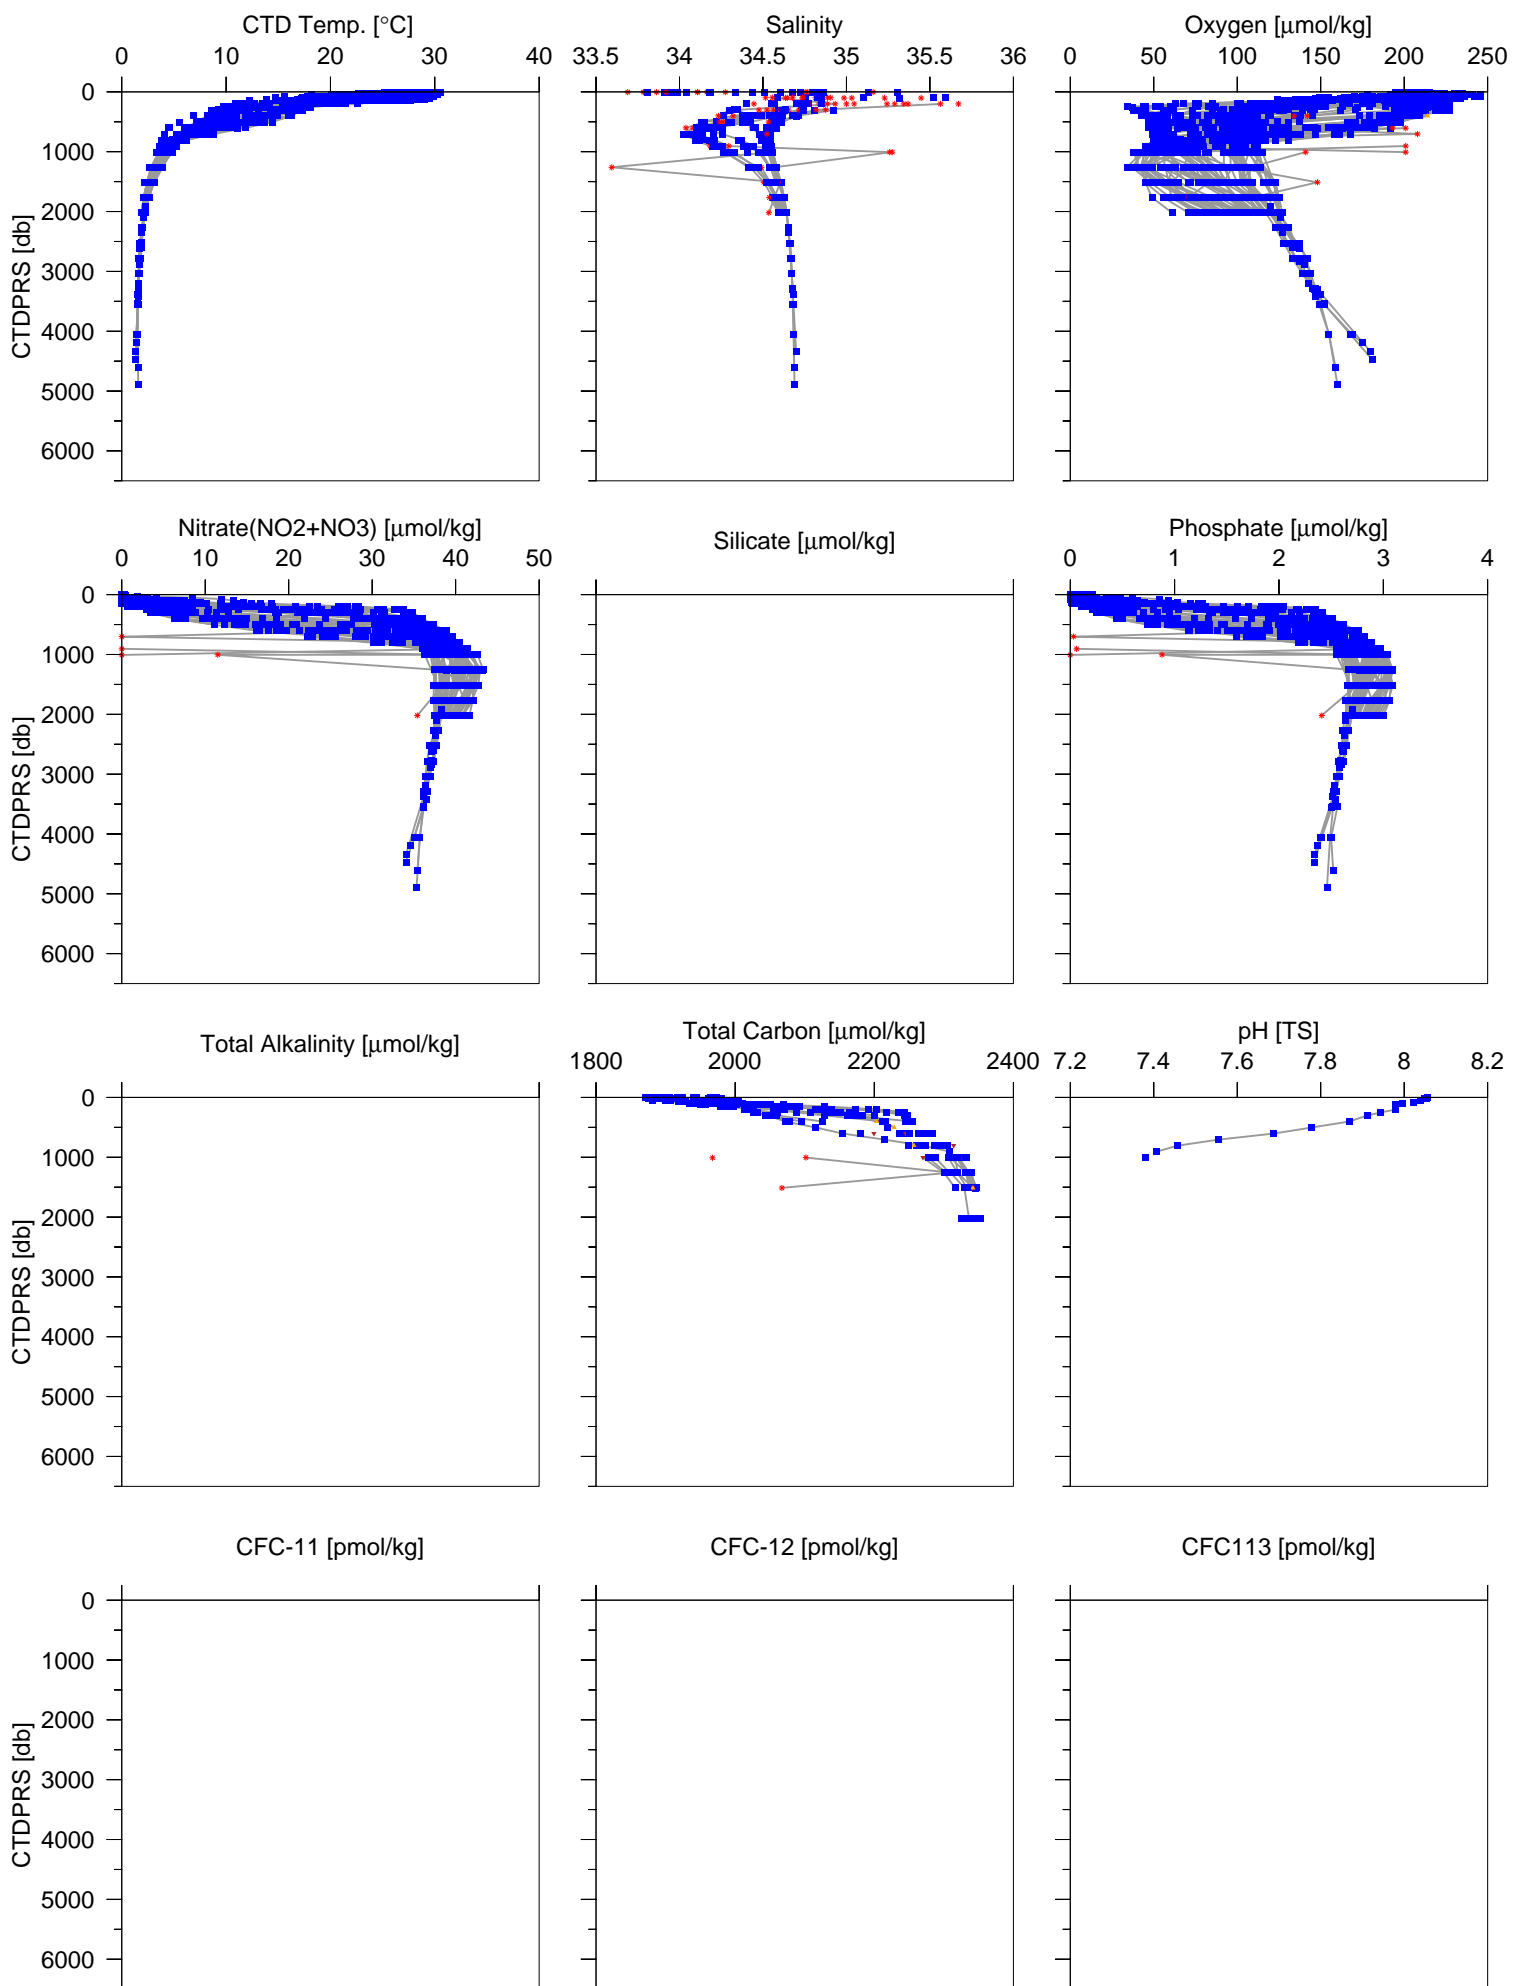 CTD Temp. [°C] Salinity Oxygen [µmol/kg]
0 10 20 30 40 33.5 34 34.5 35 35.5 36 0 50 100 150 200 250
0
1000
2000
3000
4000
5000
6000
CTDPRS [db]
Nitrate(NO2+NO3) [µmol/kg] Silicate [µmol/kg] Phosphate [µmol/kg]
0 10 20 30 40 50 0 1 2 3 4
0
1000
2000
3000
4000
5000
6000
CTDPRS [db]
Total Alkalinity [µmol/kg] Total Carbon [µmol/kg] pH [TS]
1800 2000 2200 2400 7.2 7.4 7.6 7.8 8 8.2
0
1000
2000
3000
4000
5000
6000
CTDPRS [db]
CFC-11 [pmol/kg] CFC-12 [pmol/kg] CFC113 [pmol/kg]
0
1000
2000
3000
4000
5000
6000
CTDPRS [db]